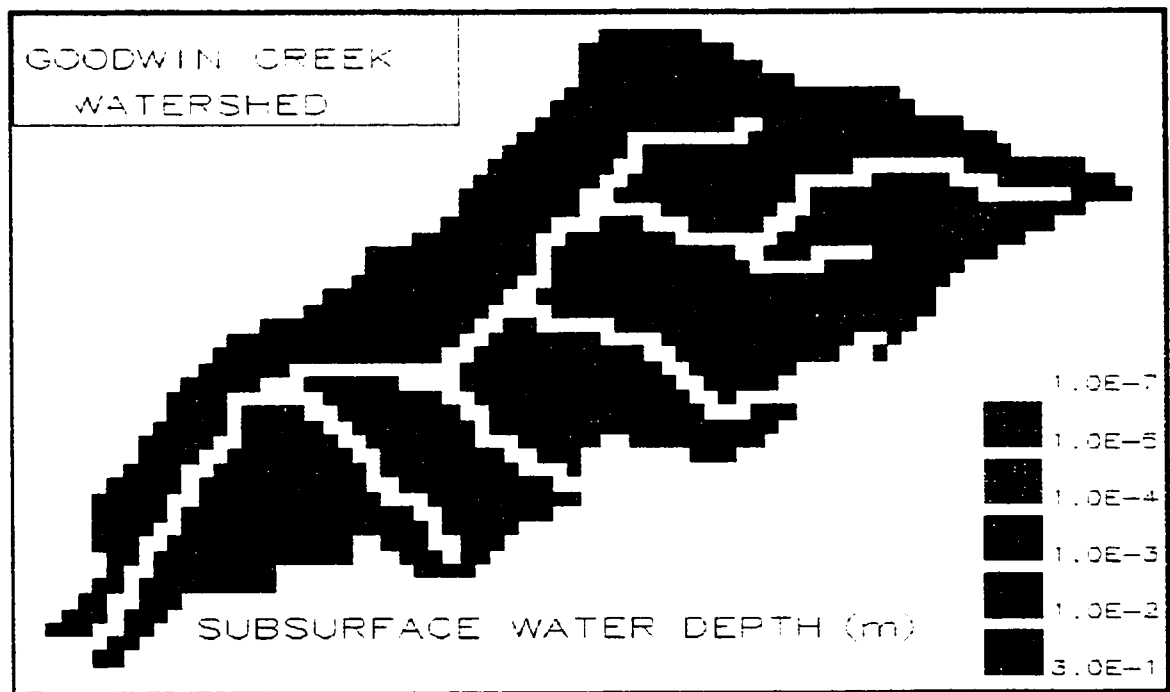 GOODWIN CREEK
WATERSHED
1.0E-7
1.0E-5
1.0E-4
1.0E-3
1.0E-2
3.0E-1
SUBSURFACE WATER DEPTH (m)